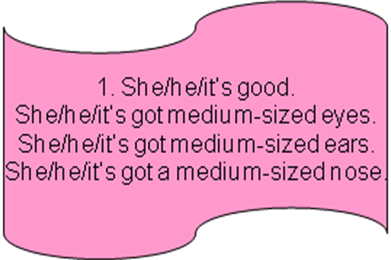 1. She/he/it's good.
She/he/it's got medium-sized eyes.
She/he/it's got medium-sized ears.
She/he/it's got a medium-sized nose.